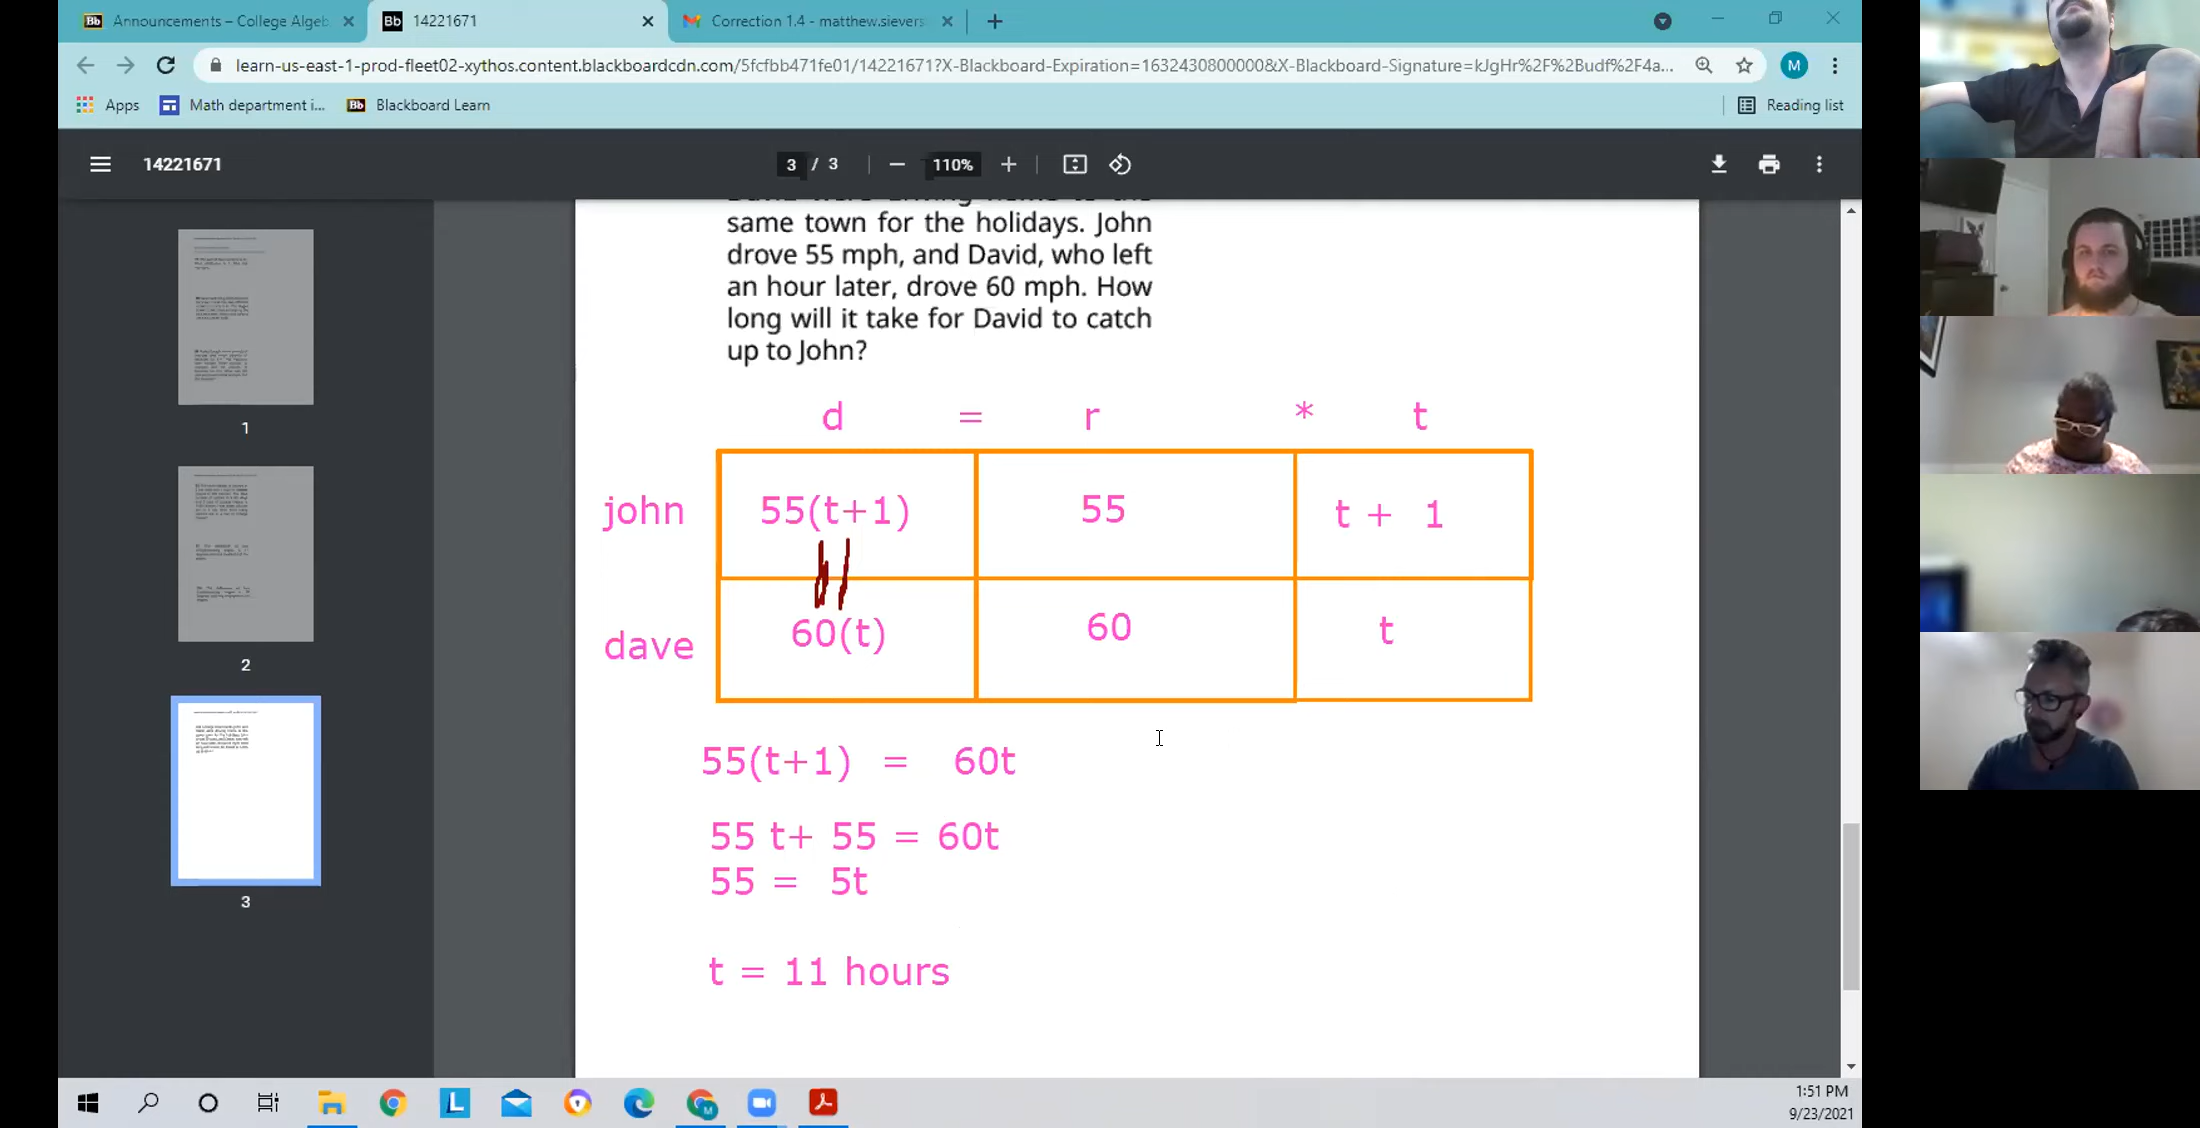 Announcements – College Algeb
14221671
Correction 1.4 - matthew.sievers
learn-us-east-1-prod-fleet02-xythos.content.blackboardcdn.com/5fcfbb471fe01/14221671?X-Blackboard-Expiration=1632430800000&X-Blackboard-Signature=kJgHr%2F%2Budf%2F4a...
M
Apps
Math department i...
Bb
Blackboard Learn
Reading list
14221671
3 / 3
110%
same town for the holidays. John
drove 55 mph, and David, who left
an hour later, drove 60 mph. How
long will it take for David to catch
up to John?
d = r * t
john 55(t+1) 55 t + 1
dave 60(t) 60 t
55(t+1) = 60t
55 t+ 55 = 60t
55 = 5t
t = 11 hours
1
2
3
1:51 PM
9/23/2021